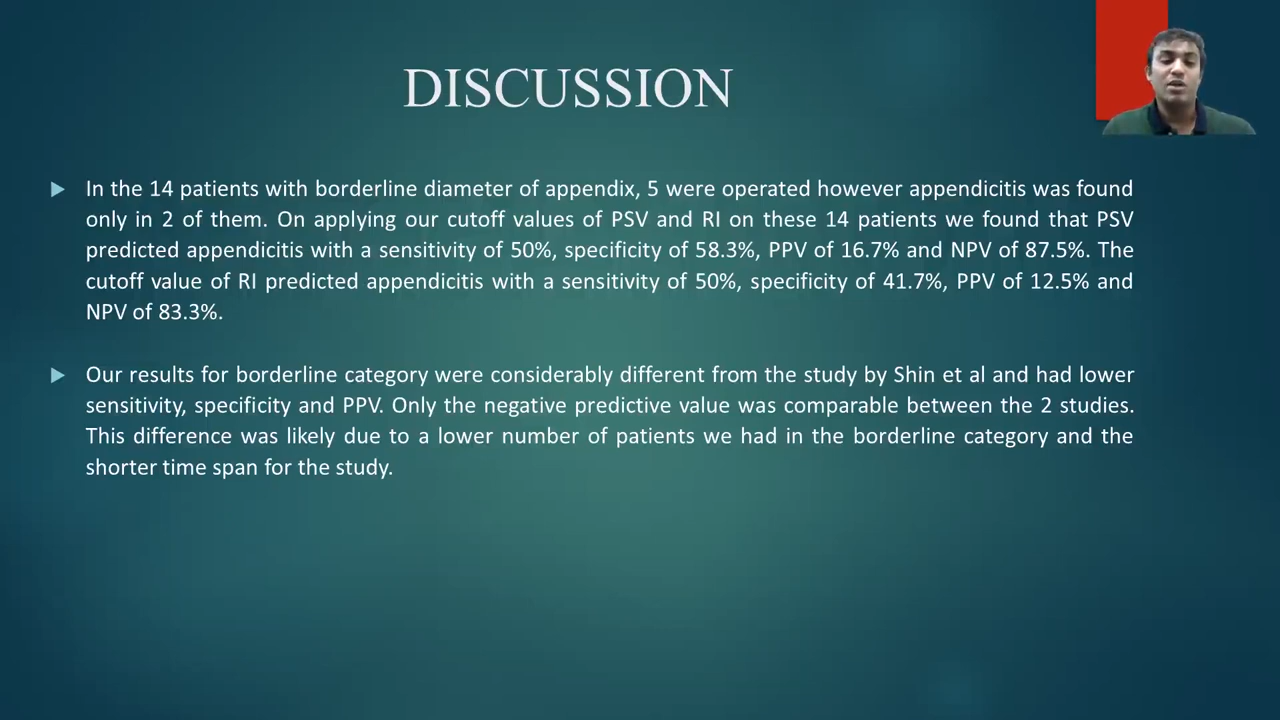 DISCUSSION
In the 14 patients with borderline diameter of appendix, 5 were operated however appendicitis was found
only in 2 of them. On applying our cutoff values of PSV and RI on these 14 patients we found that PSV
predicted appendicitis with a sensitivity of 50%, specificity of 58.3%, PPV of 16.7% and NPV of 87.5%. The
cutoff value of RI predicted appendicitis with a sensitivity of 50%, specificity of 41.7%, PPV of 12.5% and
NPV of 83.3%.
Our results for borderline category were considerably different from the study by Shin et al and had lower
sensitivity, specificity and PPV. Only the negative predictive value was comparable between the 2 studies.
This difference was likely due to a lower number of patients we had in the borderline category and the
shorter time span for the study.